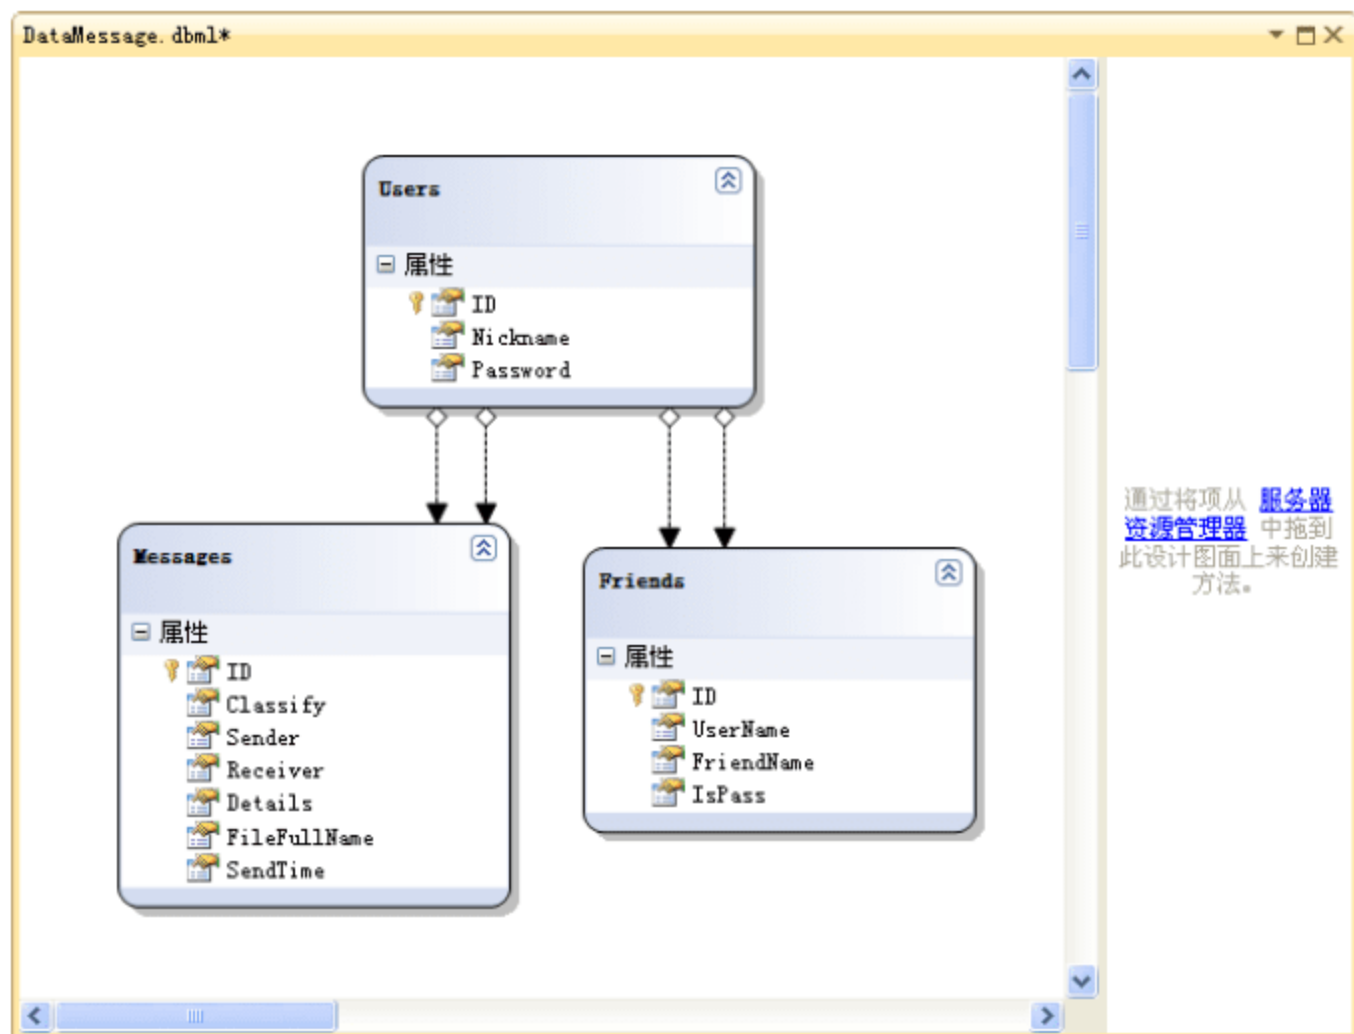 DataMessage.dbml*
Users
属性
ID
Nickname
Password
Messages
属性
ID
Classify
Sender
Receiver
Details
FileFullName
SendTime
Friends
属性
ID
UserName
FriendName
IsPass
通过将项从 服务器
资源管理器 中拖到
此设计图面上来创建
方法。